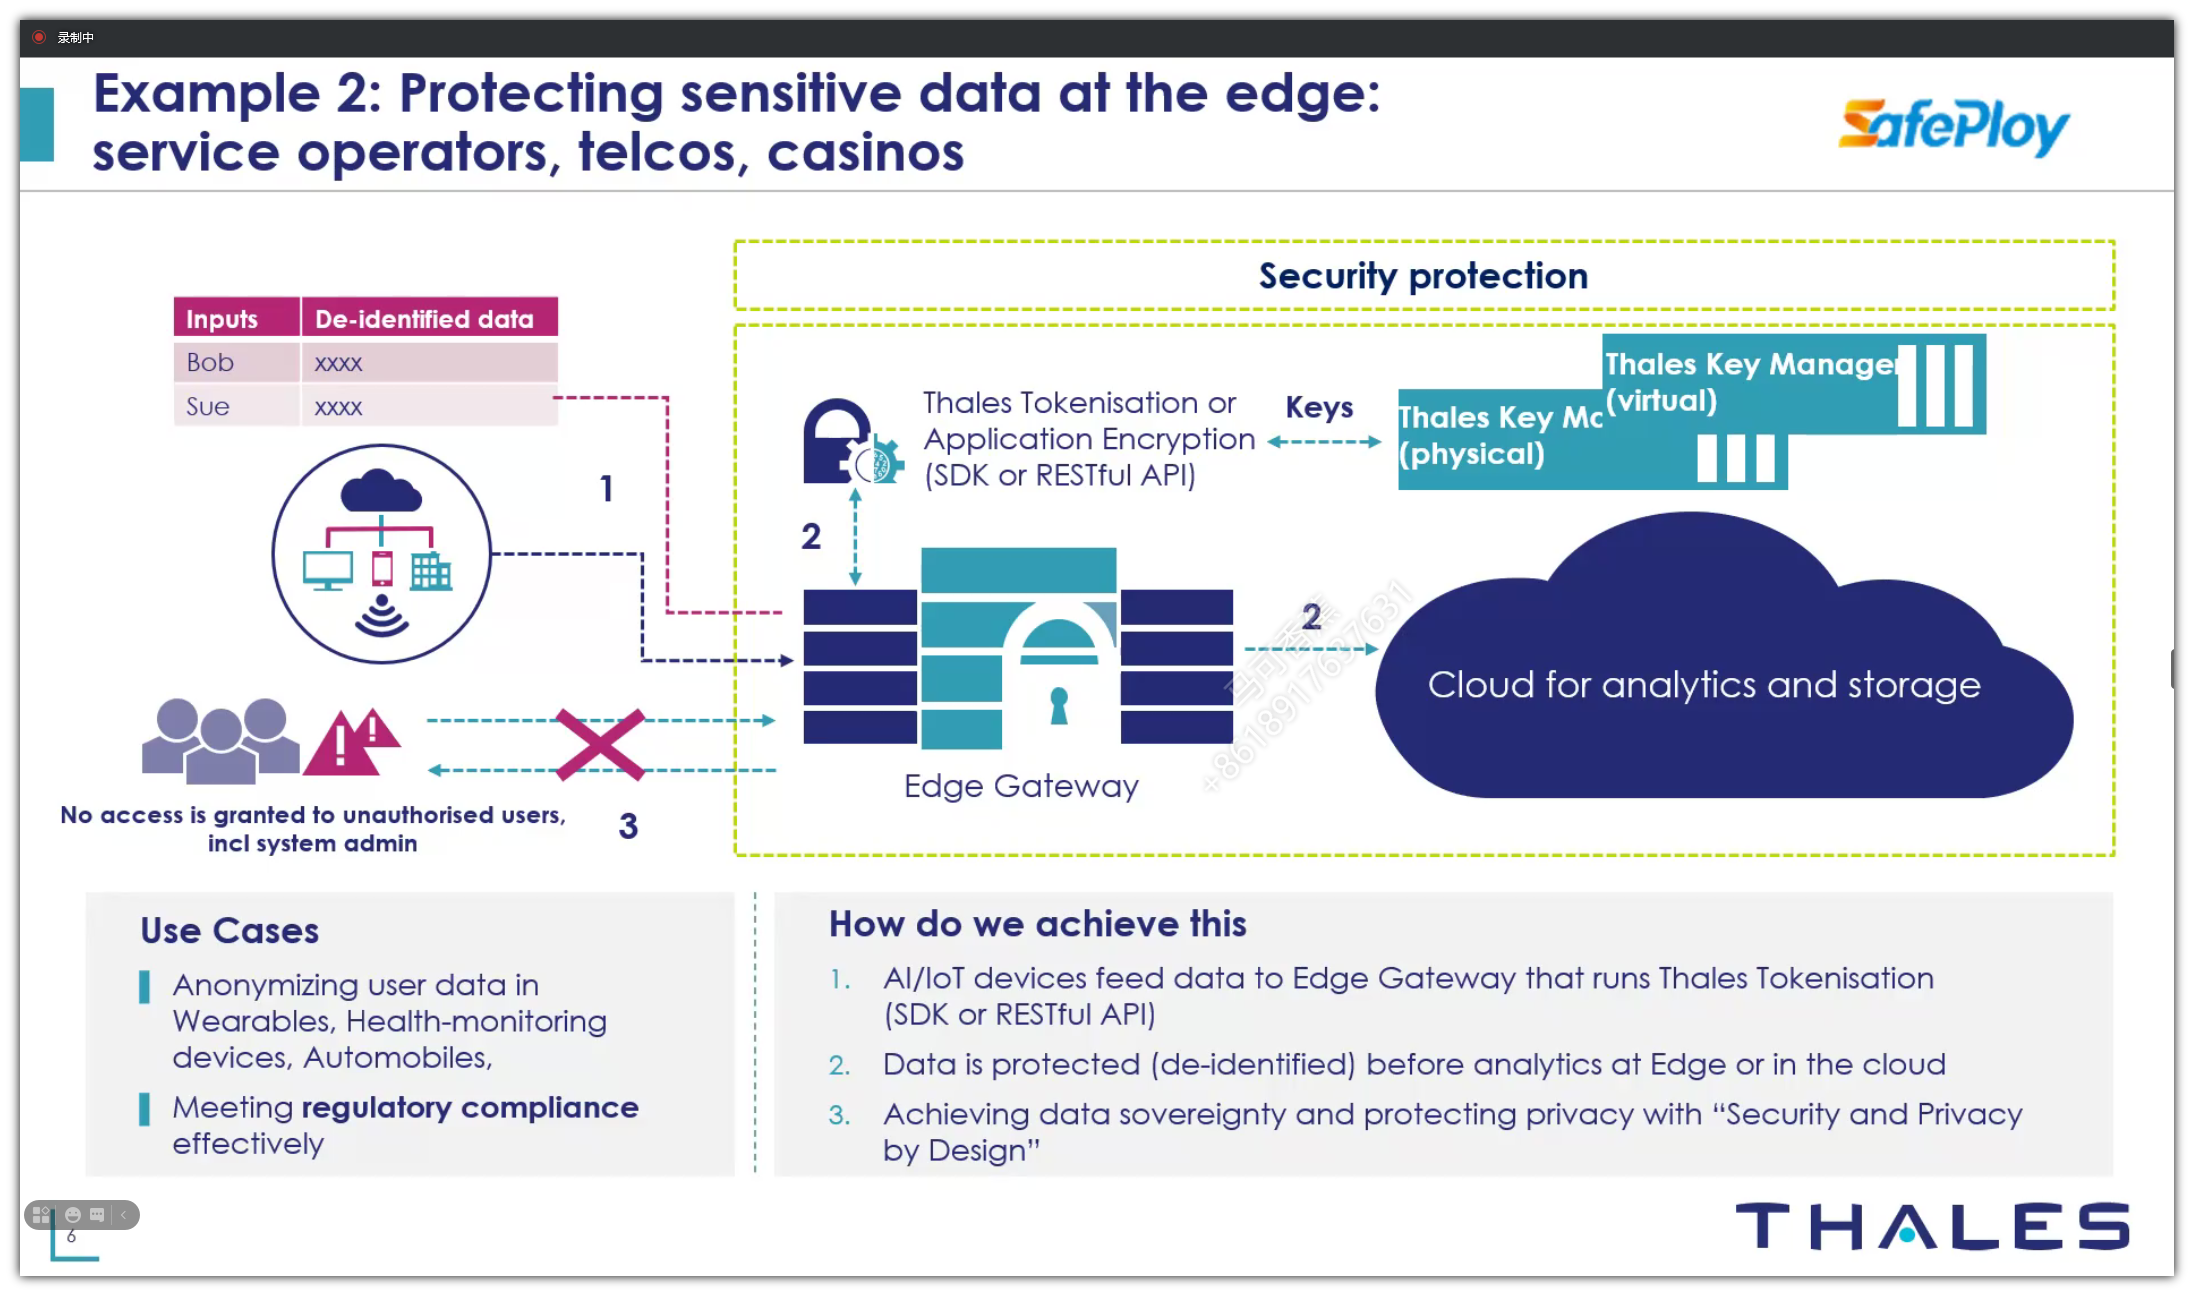 录制中
Example 2: Protecting sensitive data at the edge:
service operators, telcos, casinos
SafePloy
Security protection
Inputs De-identified data
Bob xxxx
Sue xxxx
Thales Key Manager
(virtual)
Thales Key Ma
(physical)
Thales Tokenisation or
Application Encryption
(SDK or RESTful API)
Keys
1
2
2
Cloud for analytics and storage
马可香蕉
+8618917637631
Edge Gateway
No access is granted to unauthorised users,
incl system admin
3
Use Cases
Anonymizing user data in
Wearables, Health-monitoring
devices, Automobiles,
Meeting regulatory compliance
effectively
How do we achieve this
1. AI/IoT devices feed data to Edge Gateway that runs Thales Tokenisation
(SDK or RESTful API)
2. Data is protected (de-identified) before analytics at Edge or in the cloud
3. Achieving data sovereignty and protecting privacy with “Security and Privacy
by Design”
6
THALES